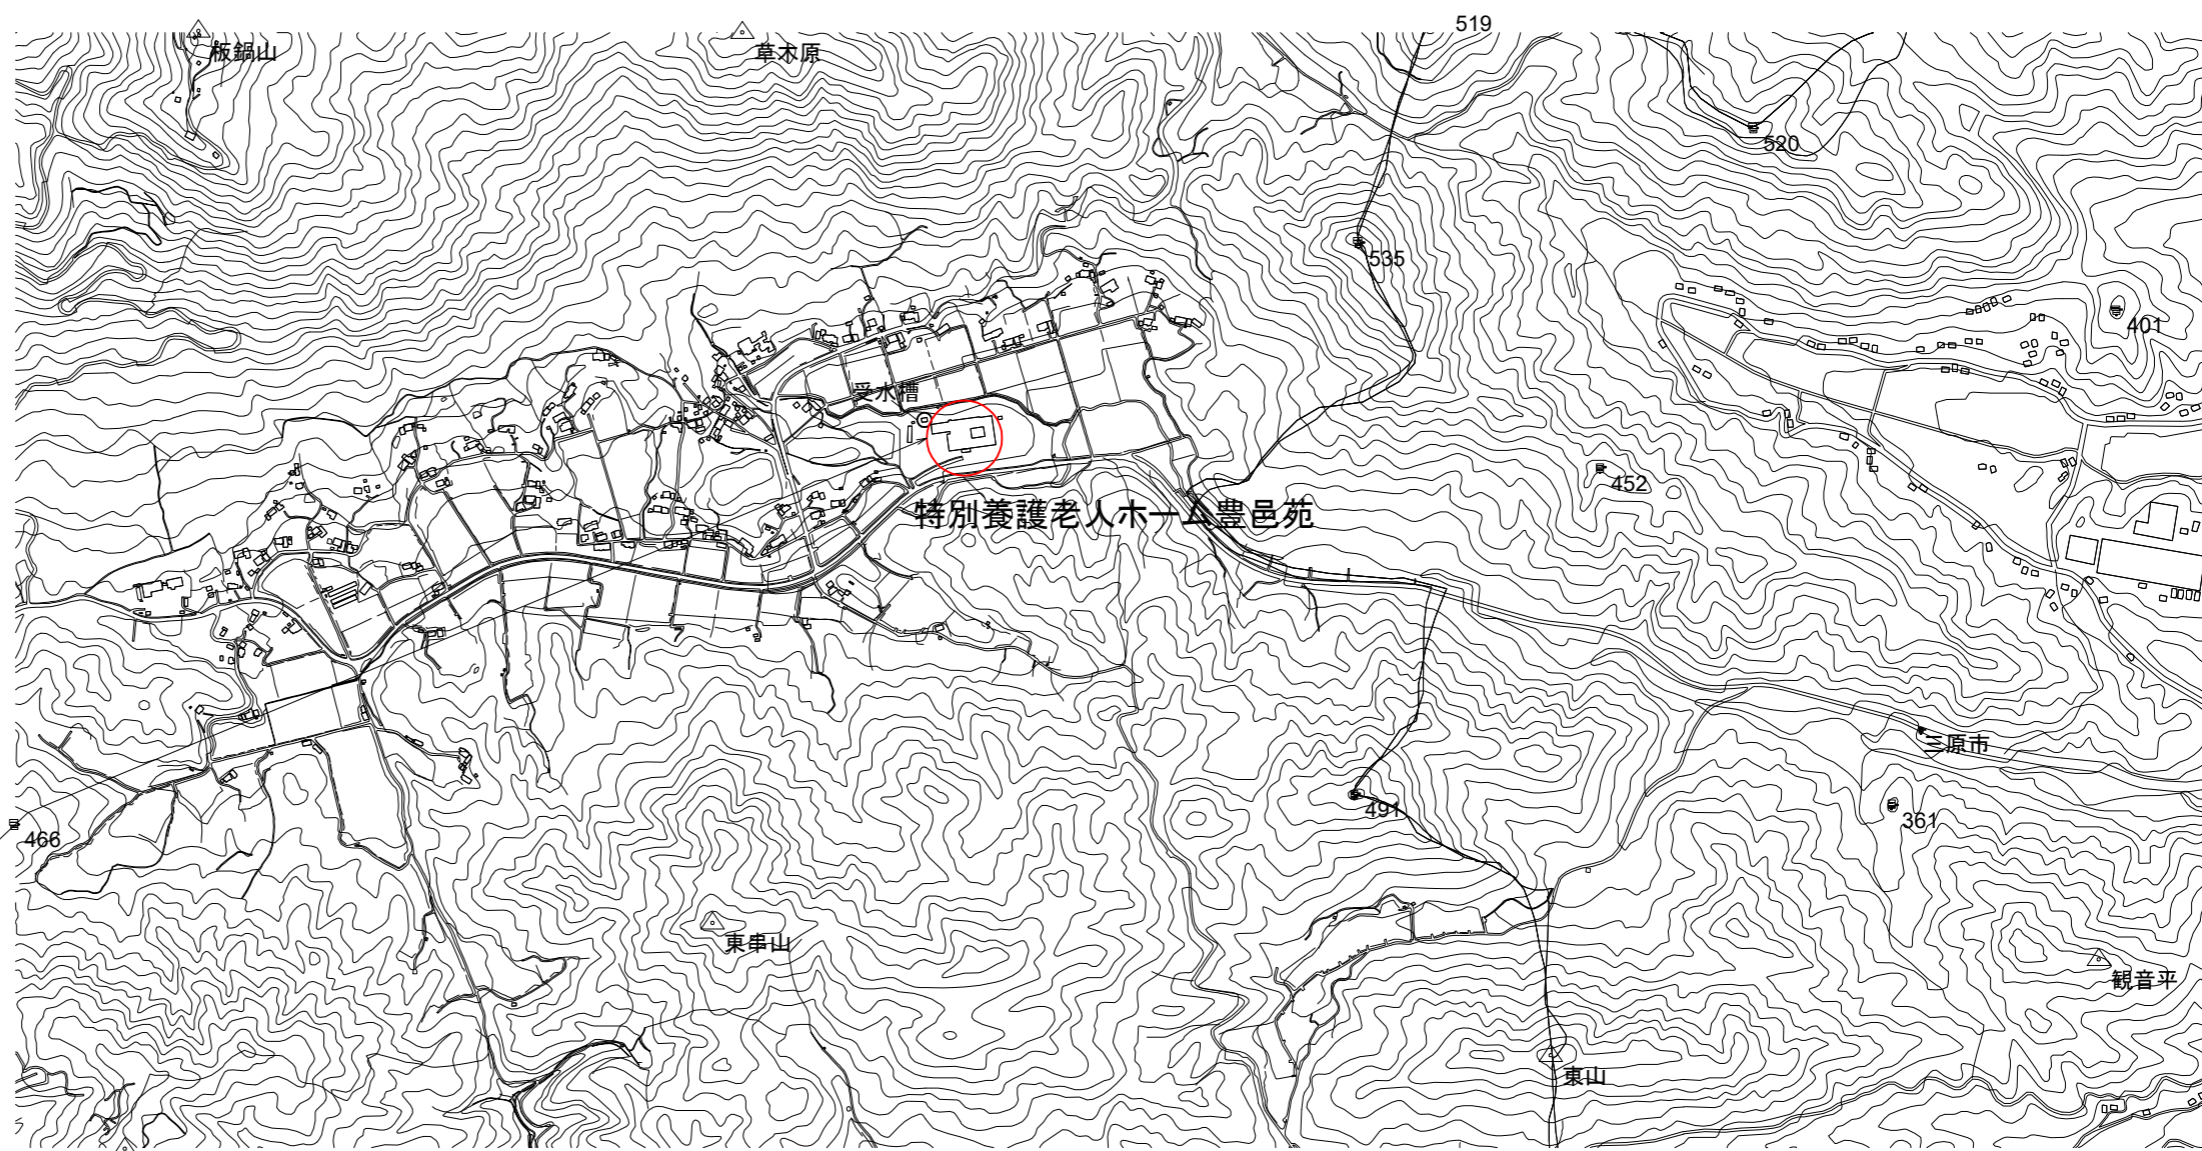 519
板鍋山
草木原
520
535
401
受水槽
452
特別養護老人ホーム豊邑苑
三原市
491
361
466
東串山
観音平
東山